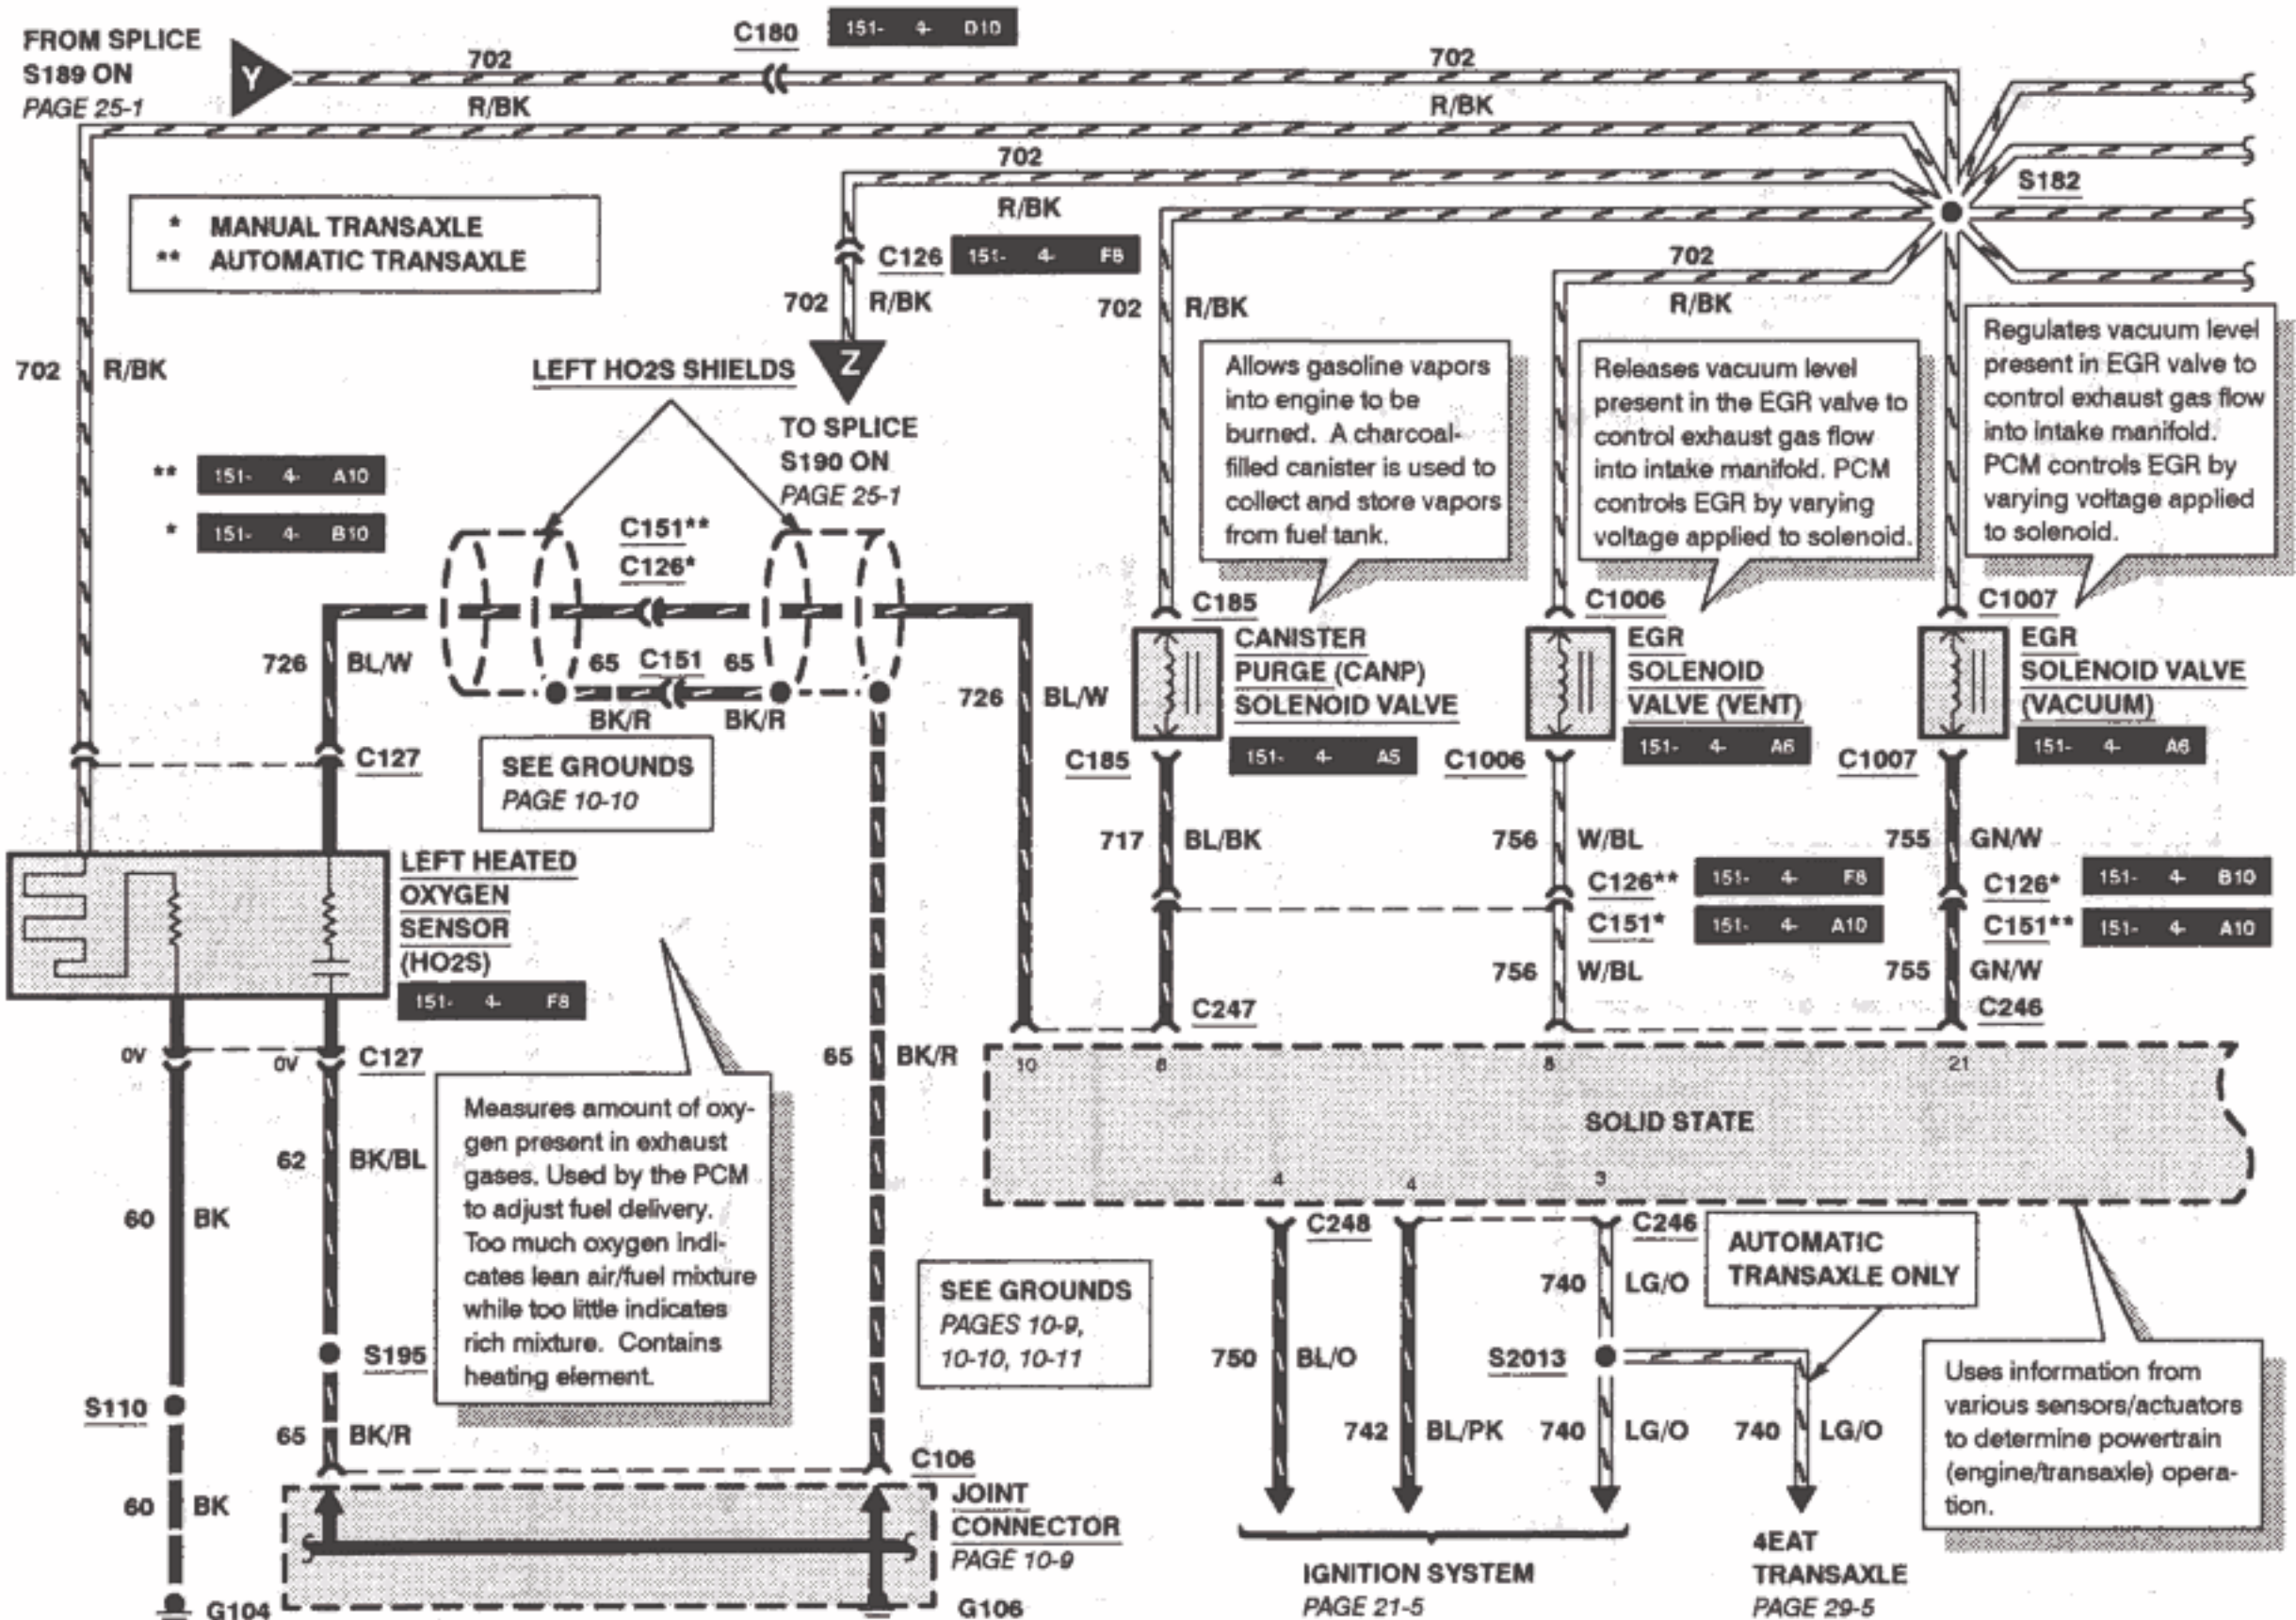 FROM SPLICE
S189 ON
PAGE 25-1
Y
702
R/BK
C180
151- 4- D10
702
R/BK
702
R/BK
S182
* MANUAL TRANSAXLE
** AUTOMATIC TRANSAXLE
C126
151- 4- F8
702 R/BK
702 R/BK
702
R/BK
702 R/BK
LEFT HO2S SHIELDS
Z
TO SPLICE
S190 ON
PAGE 25-1
Allows gasoline vapors
into engine to be
burned. A charcoal-
filled canister is used to
collect and store vapors
from fuel tank.
Releases vacuum level
present in the EGR valve to
control exhaust gas flow
into intake manifold. PCM
controls EGR by varying
voltage applied to solenoid.
Regulates vacuum level
present in EGR valve to
control exhaust gas flow
into intake manifold.
PCM controls EGR by
varying voltage applied
to solenoid.
** 151- 4- A10
* 151- 4- B10
C151**
C126*
726 BL/W
65 C151 65
BK/R BK/R
726 BL/W
C185
CANISTER
PURGE (CANP)
SOLENOID VALVE
151- 4- A5
C185
C1006
EGR
SOLENOID
VALVE (VENT)
151- 4- A6
C1006
C1007
EGR
SOLENOID VALVE
(VACUUM)
151- 4- A6
C1007
C127
SEE GROUNDS
PAGE 10-10
717 BL/BK
756 W/BL
755 GN/W
C126** 151- 4- F8
C151* 151- 4- A10
C126* 151- 4- B10
C151** 151- 4- A10
756 W/BL
755 GN/W
LEFT HEATED
OXYGEN
SENSOR
(HO2S)
151- 4- F8
C247
C246
0V 0V C127
65 BK/R
10 8 8 21
SOLID STATE
4 4 3
Measures amount of oxy-
gen present in exhaust
gases. Used by the PCM
to adjust fuel delivery.
Too much oxygen indi-
cates lean air/fuel mixture
while too little indicates
rich mixture. Contains
heating element.
62 BK/BL
60 BK
C248
C246
AUTOMATIC
TRANSAXLE ONLY
740 LG/O
SEE GROUNDS
PAGES 10-9,
10-10, 10-11
750 BL/O
S2013
S195
S110
65 BK/R
742 BL/PK
740 LG/O
740 LG/O
Uses information from
various sensors/actuators
to determine powertrain
(engine/transaxle) opera-
tion.
C106
60 BK
JOINT
CONNECTOR
PAGE 10-9
G104
G106
IGNITION SYSTEM
PAGE 21-5
4EAT
TRANSAXLE
PAGE 29-5